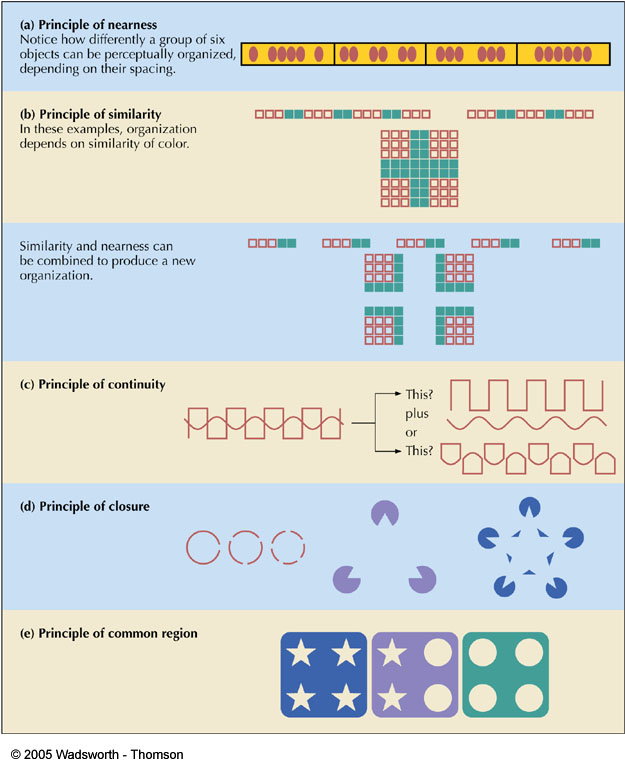 (a) Principle of nearness
Notice how differently a group of six
objects can be perceptually organized,
depending on their spacing.
(b) Principle of similarity
In these examples, organization
depends on similarity of color.
Similarity and nearness can
be combined to produce a new
organization.
(c) Principle of continuity
This?
plus
or
This?
(d) Principle of closure
(e) Principle of common region
© 2005 Wadsworth - Thomson